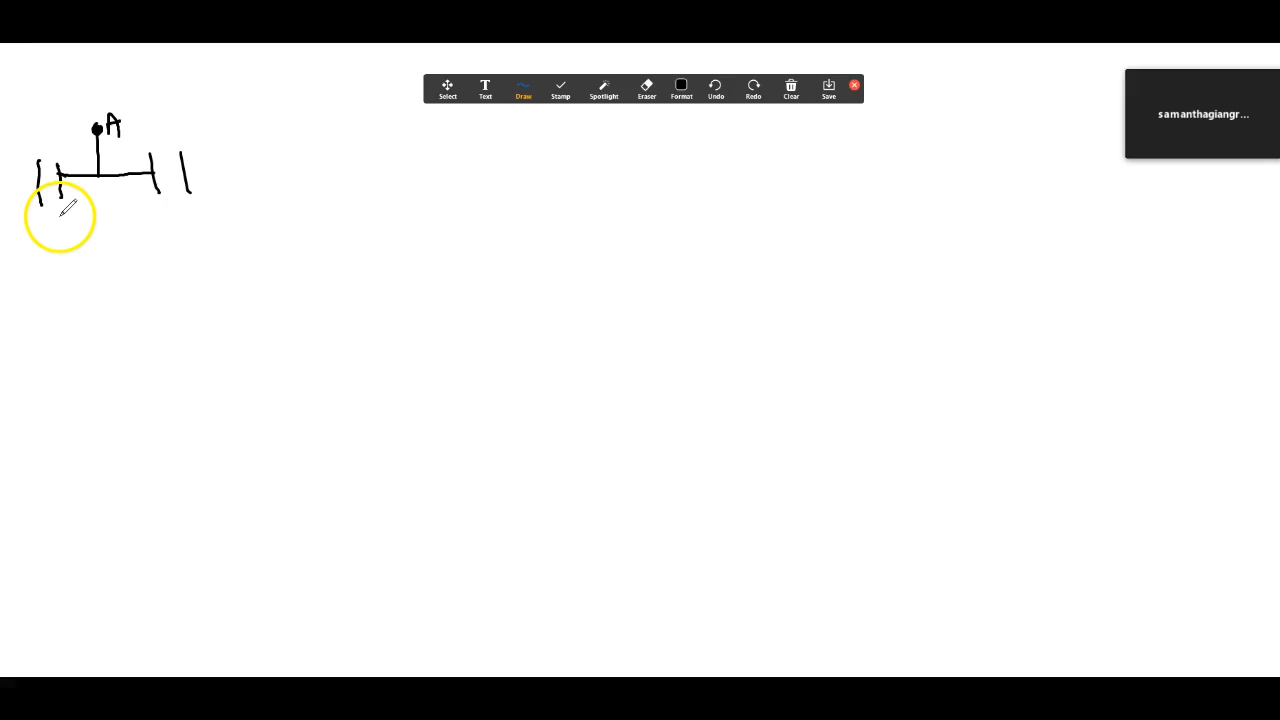 Select Text Draw Stamp Spotlight Eraser Format Undo Redo Clear Save
samanthagiangr...
A